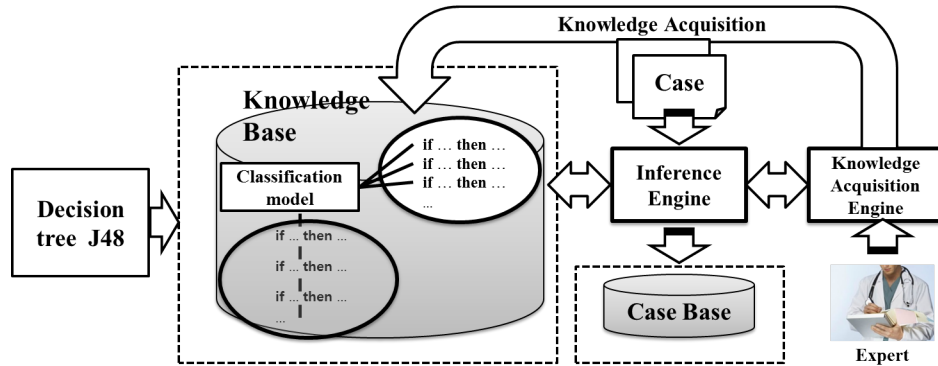 Knowledge Acquisition
Case
Knowledge
Base
if ... then ...
if ... then ...
if ... then ...
...
Classification
model
if ... then ...
if ... then ...
if ... then ...
...
Decision
tree J48
Inference
Engine
Knowledge
Acquisition
Engine
Case Base
Expert